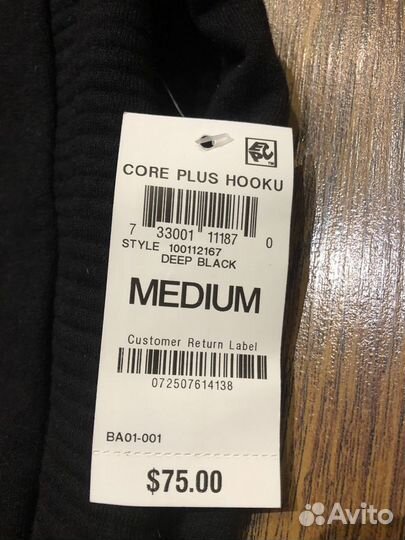 CORE PLUS HOOKU
7 33001 11187 0
STYLE 100112167
DEEP BLACK
MEDIUM
Customer Return Label
072507614138
BA01-001
$75.00
Avito